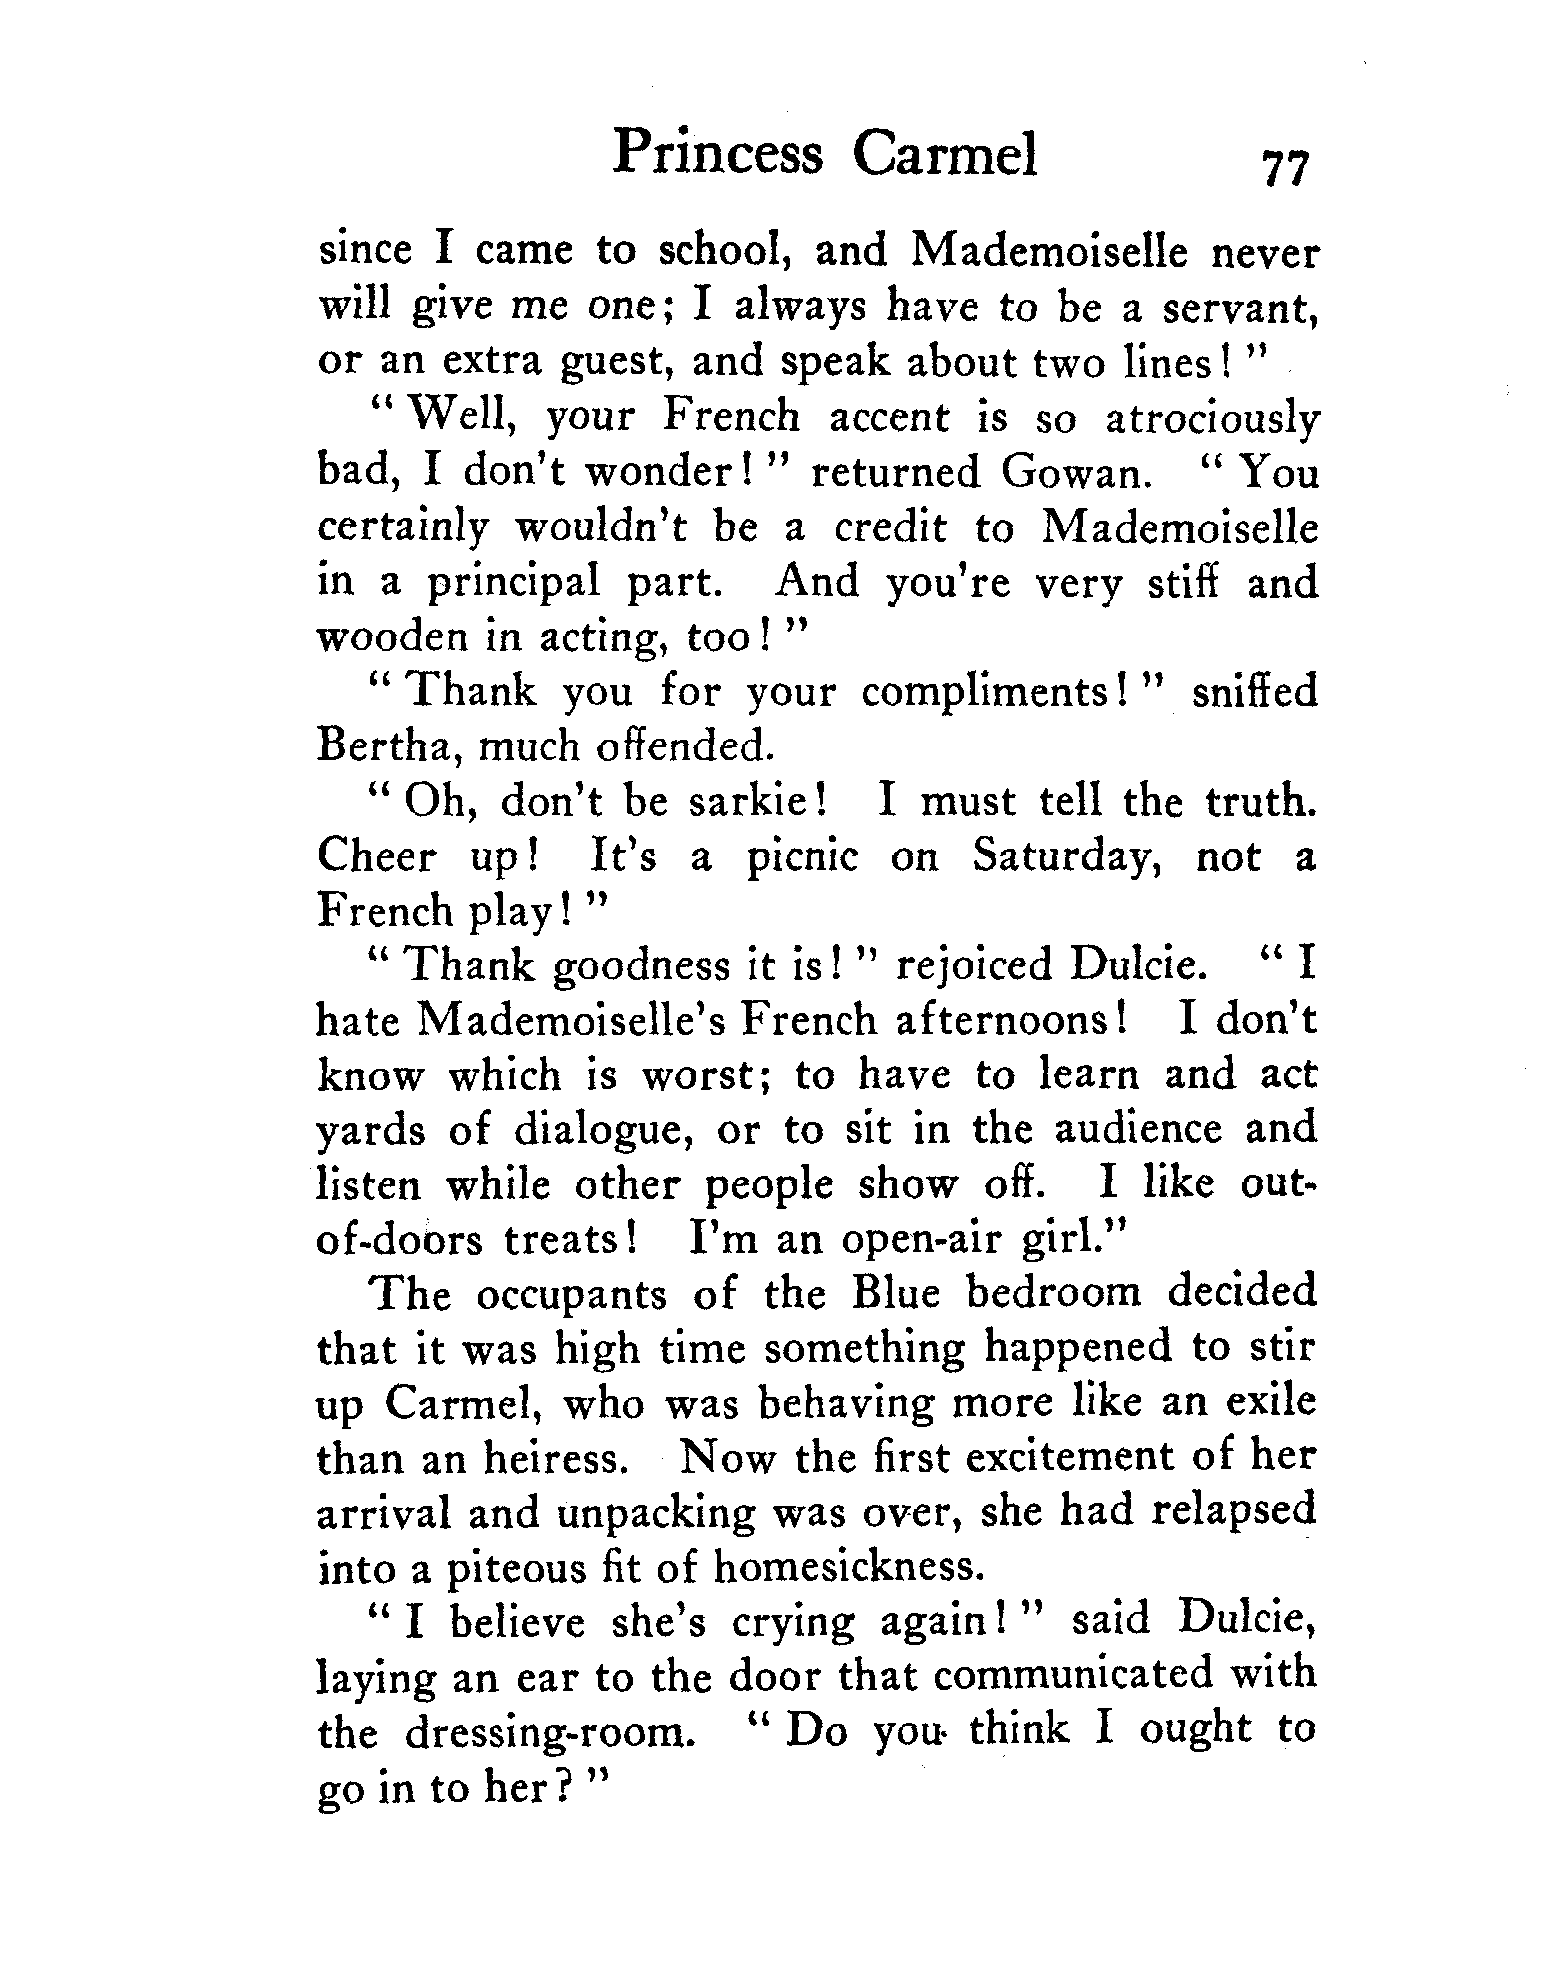 Princess Carmel 77
since I came to school, and Mademoiselle never
will give me one; I always have to be a servant,
or an extra guest, and speak about two lines! "
" Well, your French accent is so atrociously
bad, I don't wonder! " returned Gowan. " You
certainly wouldn't be a credit to Mademoiselle
in a principal part. And you're very stiff and
wooden in acting, too! "
" Thank you for your compliments! " sniffed
Bertha, much offended.
" Oh, don't be sarkie! I must tell the truth.
Cheer up! It's a picnic on Saturday, not a
French play! "
" Thank goodness it is! " rejoiced Dulcie. " I
hate Mademoiselle's French afternoons! I don't
know which is worst; to have to learn and act
yards of dialogue, or to sit in the audience and
listen while other people show off. I like out-
of-doors treats! I'm an open-air girl."
The occupants of the Blue bedroom decided
that it was high time something happened to stir
up Carmel, who was behaving more like an exile
than an heiress. Now the first excitement of her
arrival and unpacking was over, she had relapsed
into a piteous fit of homesickness.
" I believe she's crying again! " said Dulcie,
laying an ear to the door that communicated with
the dressing-room. " Do you think I ought to
go in to her? "